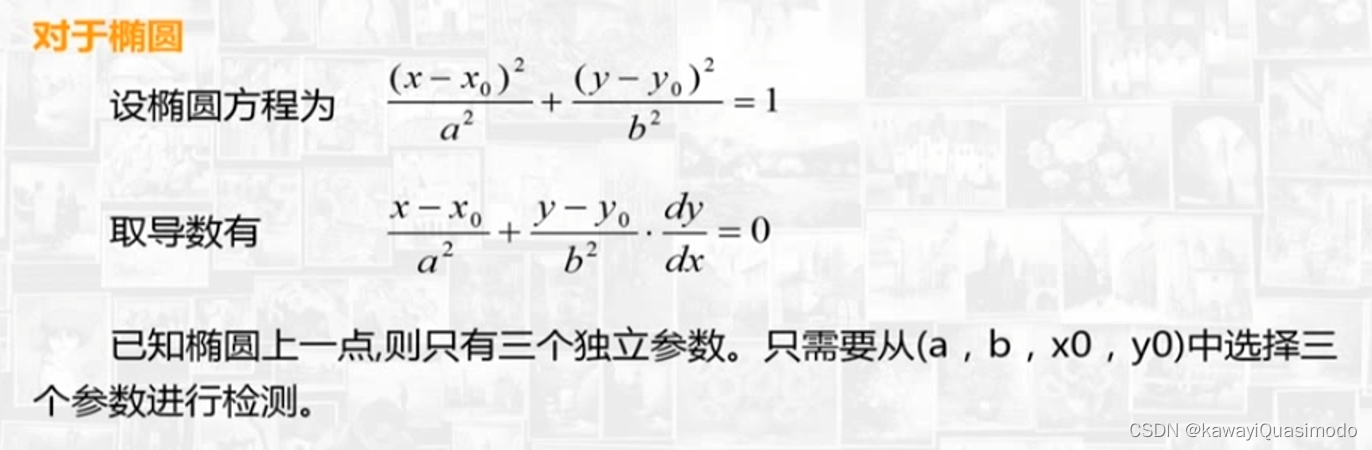 对于椭圆
设椭圆方程为 \frac{(x-x_0)^2}{a^2}+\frac{(y-y_0)^2}{b^2}=1
取导数有 \frac{x-x_0}{a^2}+\frac{y-y_0}{b^2}\cdot\frac{dy}{dx}=0
已知椭圆上一点,则只有三个独立参数。只需要从(a，b，x0，y0)中选择三
个参数进行检测。
CSDN @kawayiQuasimodo